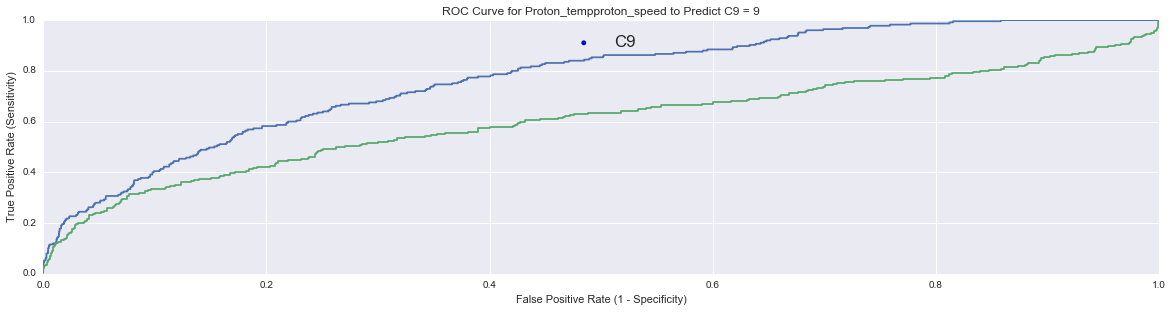 ROC Curve for Proton_tempproton_speed to Predict C9 = 9
C9
True Positive Rate (Sensitivity)
1.0
0.8
0.6
0.4
0.2
0.0
0.0 0.2 0.4 0.6 0.8 1.0
False Positive Rate (1 - Specificity)